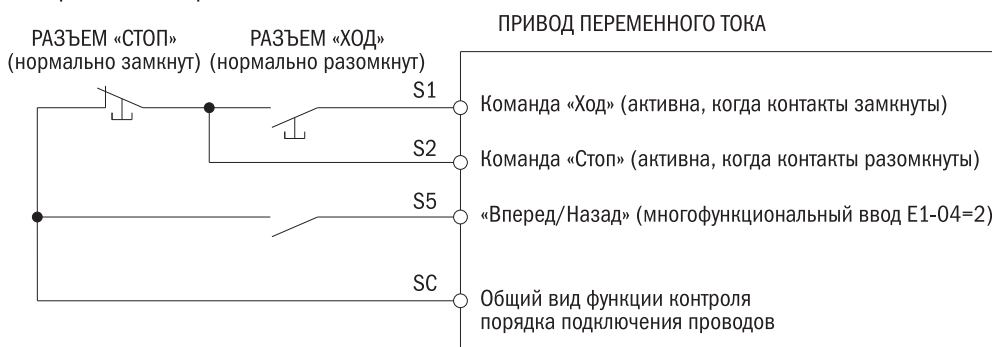 ПРИВОД ПЕРЕМЕННОГО ТОКА
РАЗЪЕМ «СТОП»
(нормально замкнут)
РАЗЪЕМ «ХОД»
(нормально разомкнут)
S1
Команда «Ход» (активна, когда контакты замкнуты)
S2
Команда «Стоп» (активна, когда контакты разомкнуты)
S5
«Вперед/Назад» (многофункциональный ввод E1-04=2)
SC
Общий вид функции контроля
порядка подключения проводов